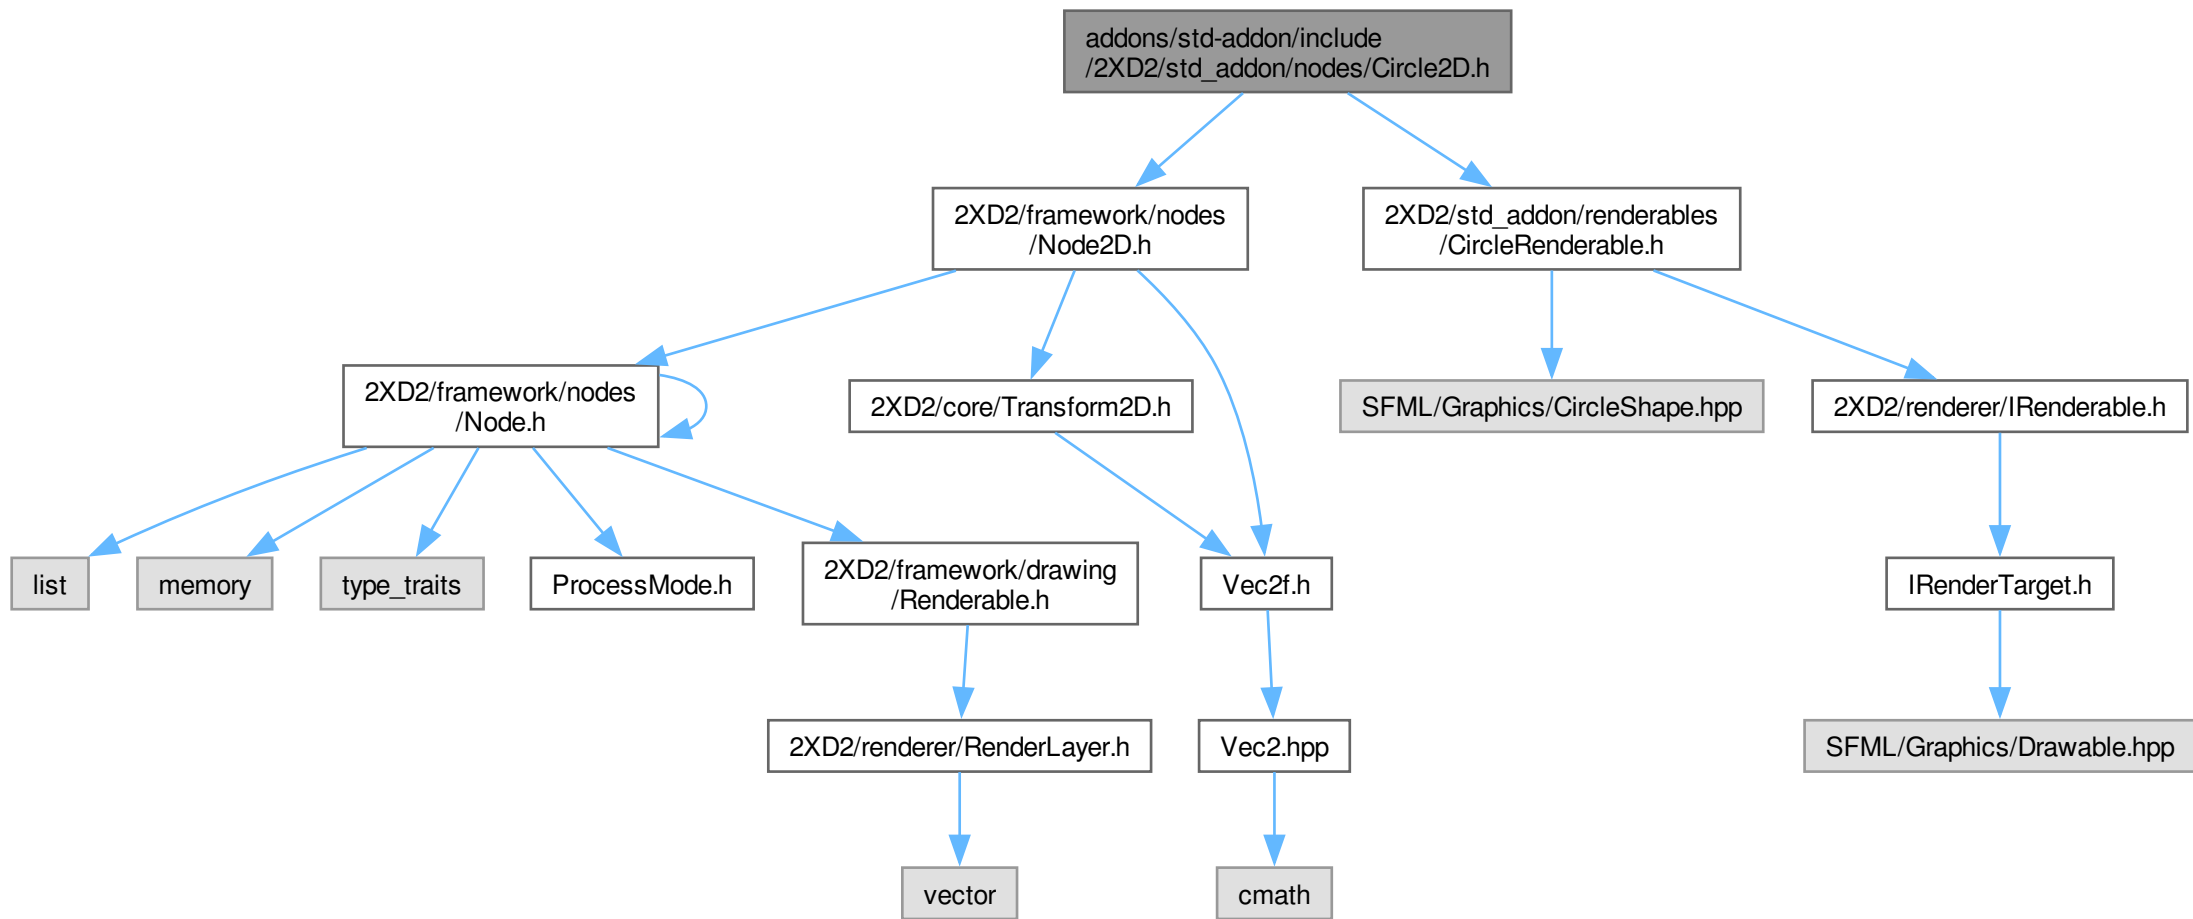 addons/std-addon/include
/2XD2/std_addon/nodes/Circle2D.h
2XD2/framework/nodes
/Node2D.h
2XD2/std_addon/renderables
/CircleRenderable.h
2XD2/framework/nodes
/Node.h
2XD2/core/Transform2D.h
SFML/Graphics/CircleShape.hpp
2XD2/renderer/IRenderable.h
list
memory
type_traits
ProcessMode.h
2XD2/framework/drawing
/Renderable.h
Vec2f.h
IRenderTarget.h
2XD2/renderer/RenderLayer.h
Vec2.hpp
SFML/Graphics/Drawable.hpp
vector
cmath